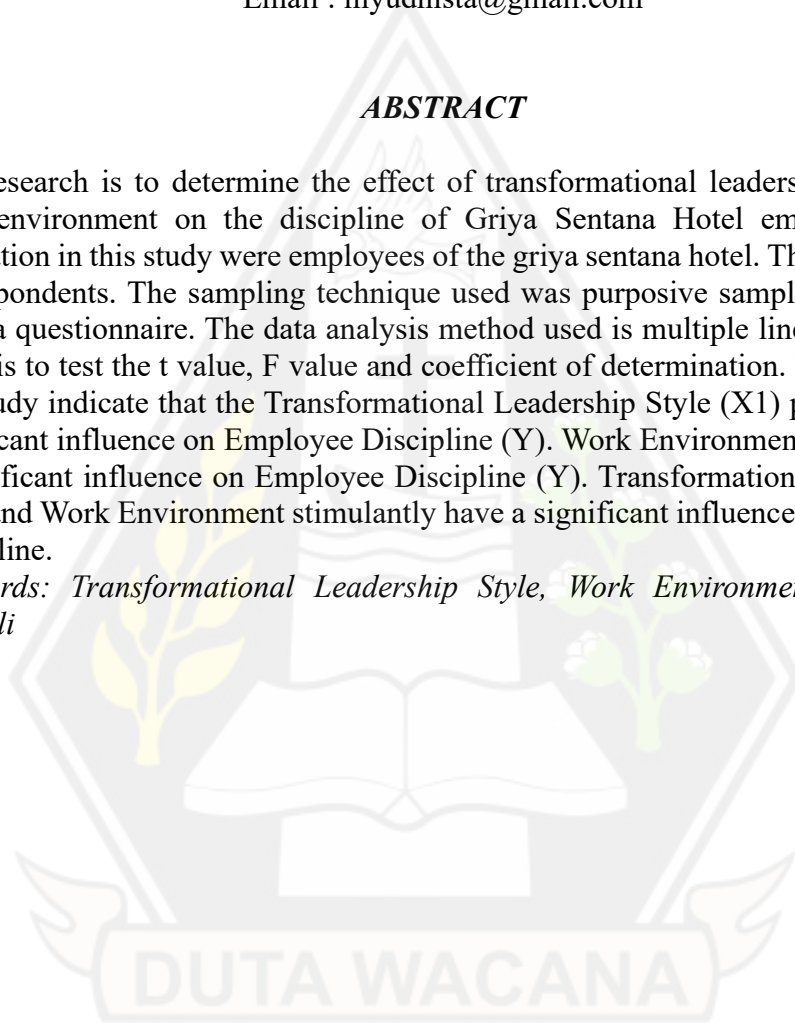 Email :
ABSTRACT
esearch is to determine the effect of transformational leaders
environment on the discipline of Griya Sentana Hotel em
tion in this study were employees of the griya sentana hotel. Th
pondents. The sampling technique used was purposive sampl
a questionnaire. The data analysis method used is multiple lin
is to test the t value, F value and coefficient of determination.
udy indicate that the Transformational Leadership Style (X1) p
cant influence on Employee Discipline (Y). Work Environmen
ificant influence on Employee Discipline (Y). Transformation
and Work Environment stimulantly have a significant influence
line.
rds: Transformational Leadership Style, Work Environme
li
DUTA WACANA